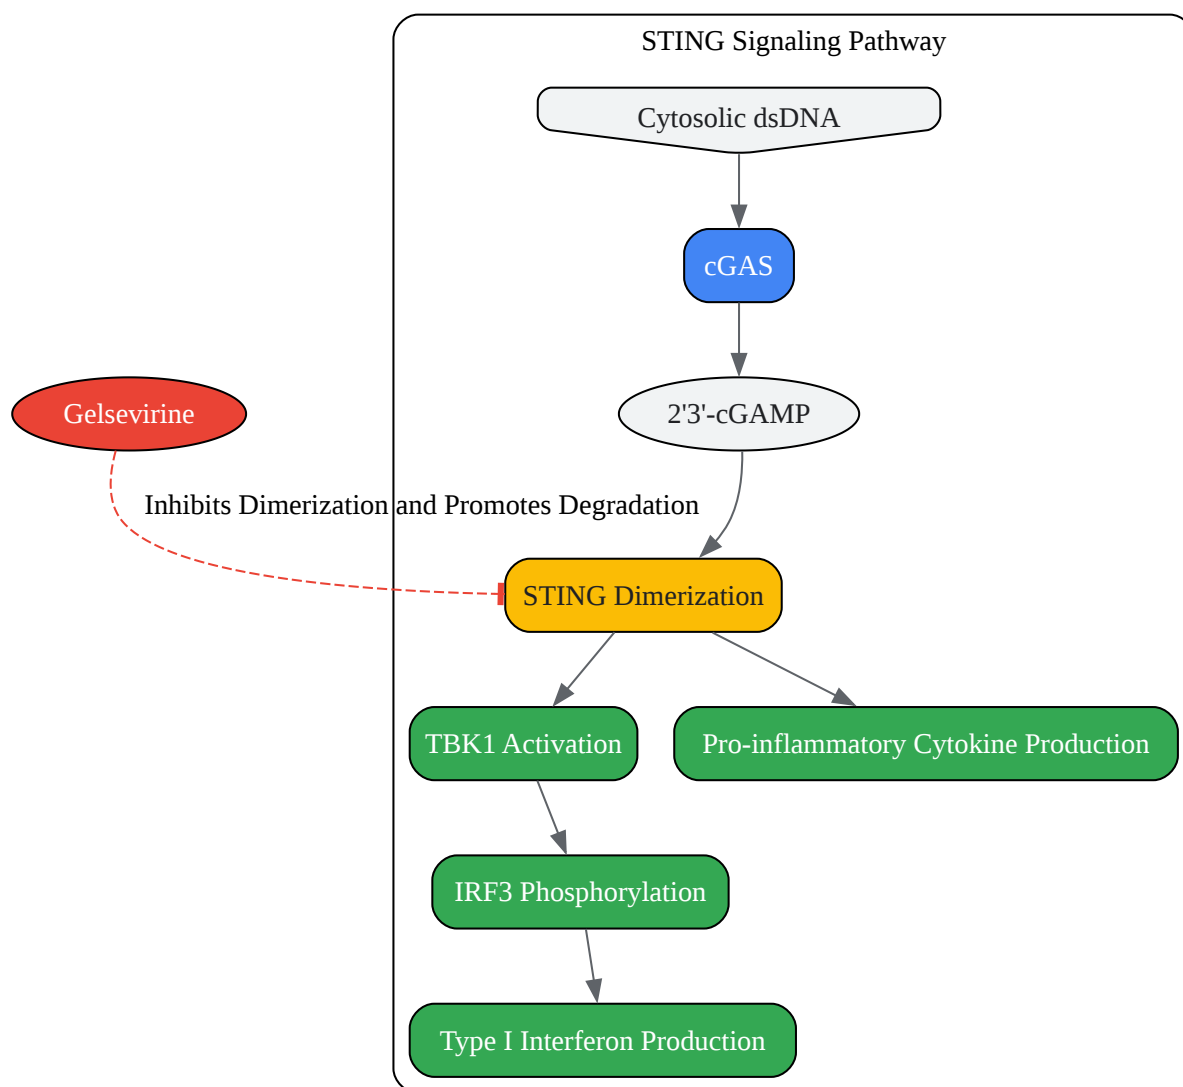 STING Signaling Pathway
Cytosolic dsDNA
cGAS
Gelsevirine
2'3'-cGAMP
Inhibits Dimerization and Promotes Degradation
STING Dimerization
TBK1 Activation
Pro-inflammatory Cytokine Production
IRF3 Phosphorylation
Type I Interferon Production